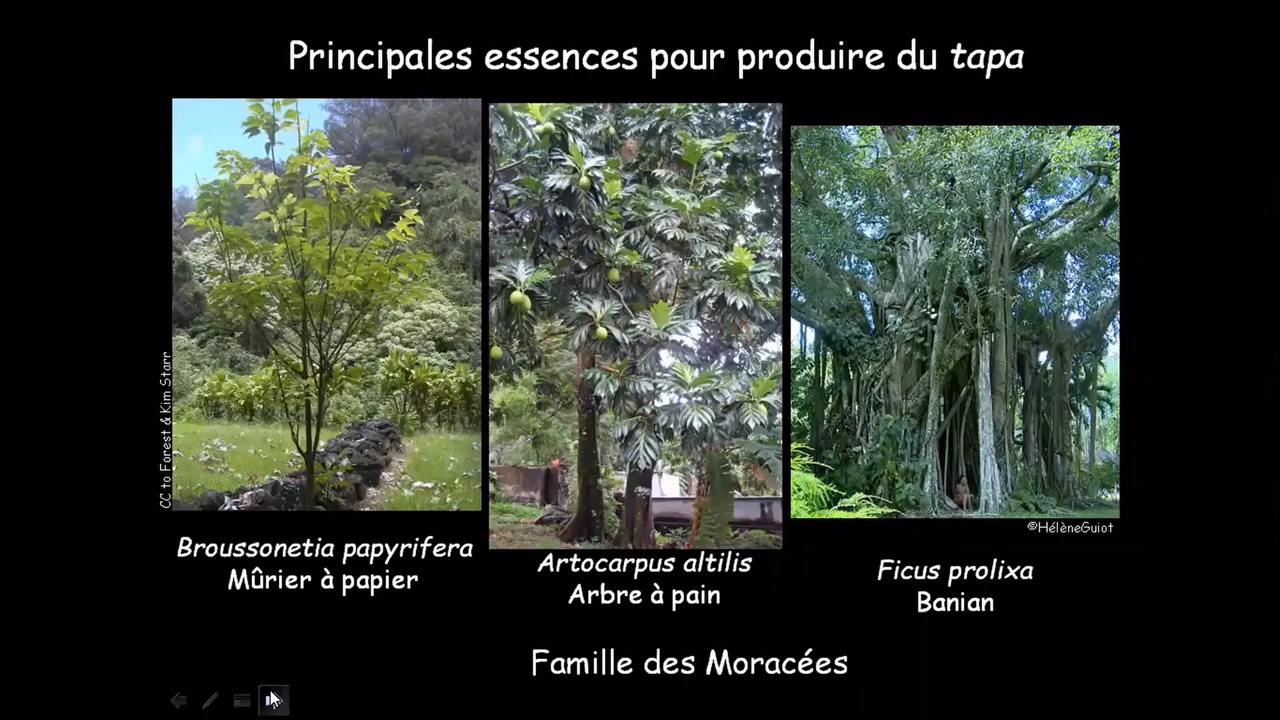 Principales essences pour produire du tapa
CC to Forest & Kim Starr
©HélèneGuiot
Broussonetia papyrifera
Mûrier à papier
Artocarpus altilis
Arbre à pain
Ficus prolixa
Banian
Famille des Moracées